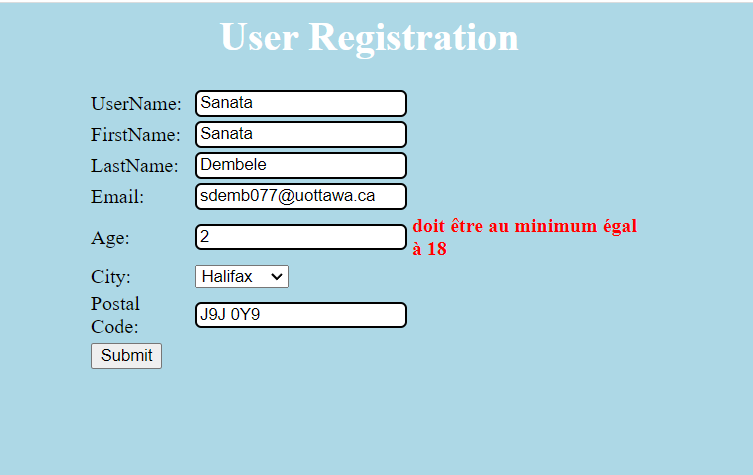 User Registration
UserName: Sanata
FirstName: Sanata
LastName: Dembele
Email: sdemb077@uottawa.ca
Age: 2 doit être au minimum égal
à 18
City: Halifax
Postal
Code: J9J 0Y9
Submit